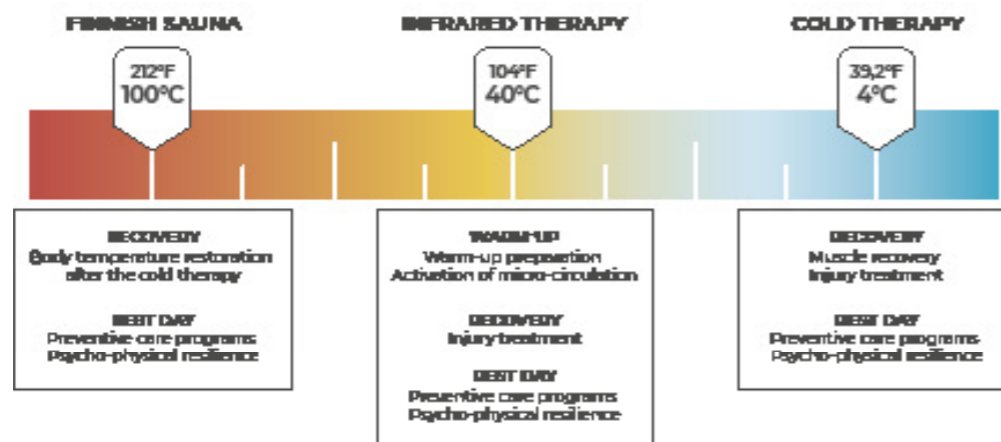 FINNISH SAUNA
212°F
100°C
RECOVERY
Body temperature restoration
after the cold therapy
REST DAY
Preventive care programs
Psycho-physical resilience
INFRARED THERAPY
104°F
40°C
WARM-UP
Warm-up preparation
Activation of micro-circulation
RECOVERY
Injury treatment
REST DAY
Preventive care programs
Psycho-physical resilience
COLD THERAPY
39,2°F
4°C
RECOVERY
Muscle recovery
Injury treatment
REST DAY
Preventive care programs
Psycho-physical resilience